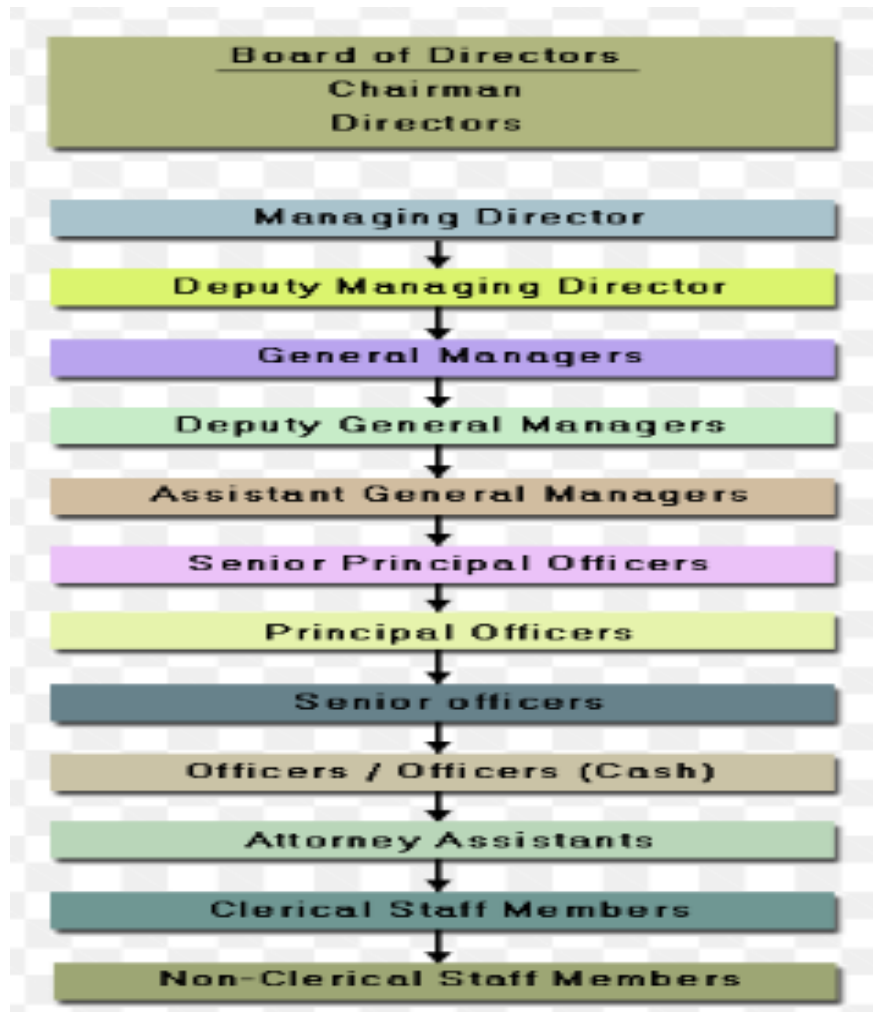 Board of Directors
Chairman
Directors
Managing Director
Deputy Managing Director
General Managers
Deputy General Managers
Assistant General Managers
Senior Principal Officers
Principal Officers
Senior officers
Officers / Officers (Cash)
Attorney Assistants
Clerical Staff Members
Non-Clerical Staff Members